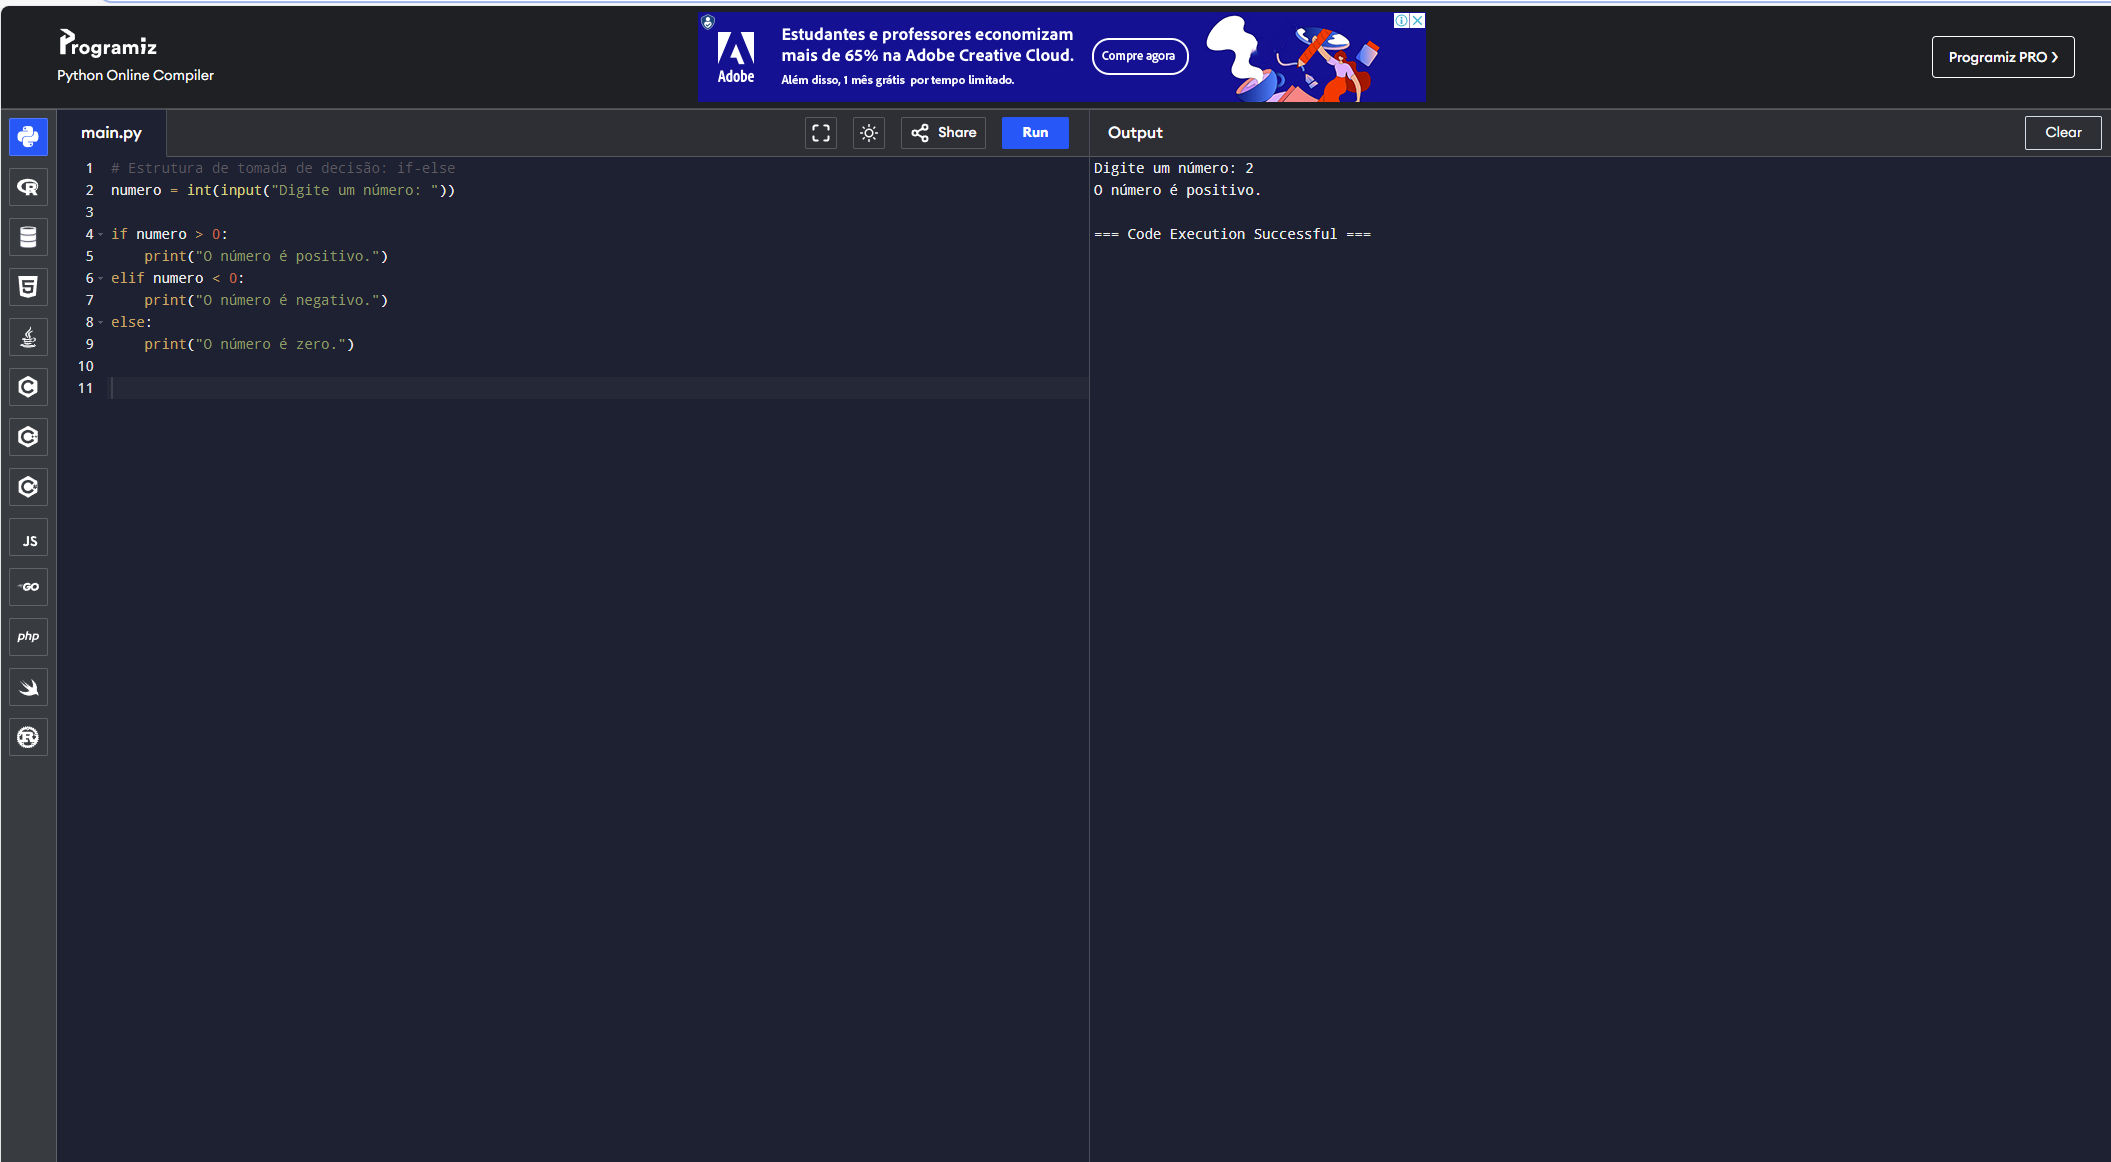 Programiz
Python Online Compiler
Adobe
Estudantes e professores economizam
mais de 65% na Adobe Creative Cloud.
Além disso, 1 mês grátis por tempo limitado.
Compre agora
Programiz PRO >
main.py
Share
Run
Output
Clear
1 # Estrutura de tomada de decisão: if-else
2 numero = int(input("Digite um número: "))
3
4 if numero > 0:
5     print("O número é positivo.")
6 elif numero < 0:
7     print("O número é negativo.")
8 else:
9     print("O número é zero.")
10
11
Digite um número: 2
O número é positivo.
=== Code Execution Successful ===
R
5
C
C
C
JS
GO
php
R